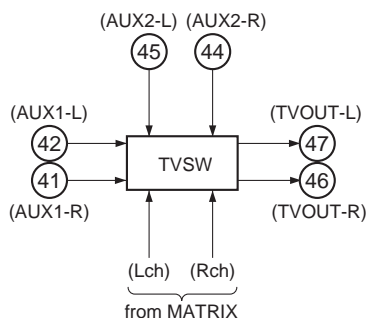 (AUX2-L) (AUX2-R)
45 44
(AUX1-L) (TVOUT-L)
42 TVSW 47
41 46
(AUX1-R) (TVOUT-R)
(Lch) (Rch)
from MATRIX